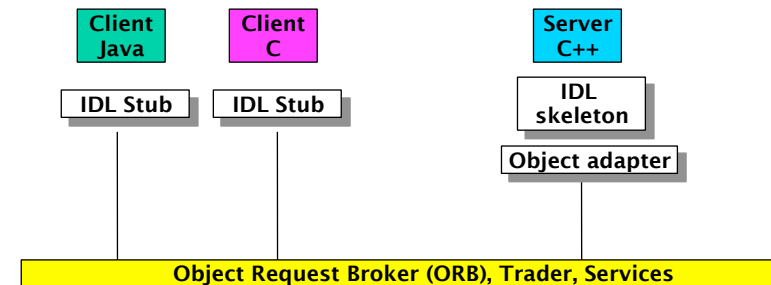 Client
Java
Client
C
Server
C++
IDL Stub
IDL Stub
IDL
skeleton
Object adapter
Object Request Broker (ORB), Trader, Services